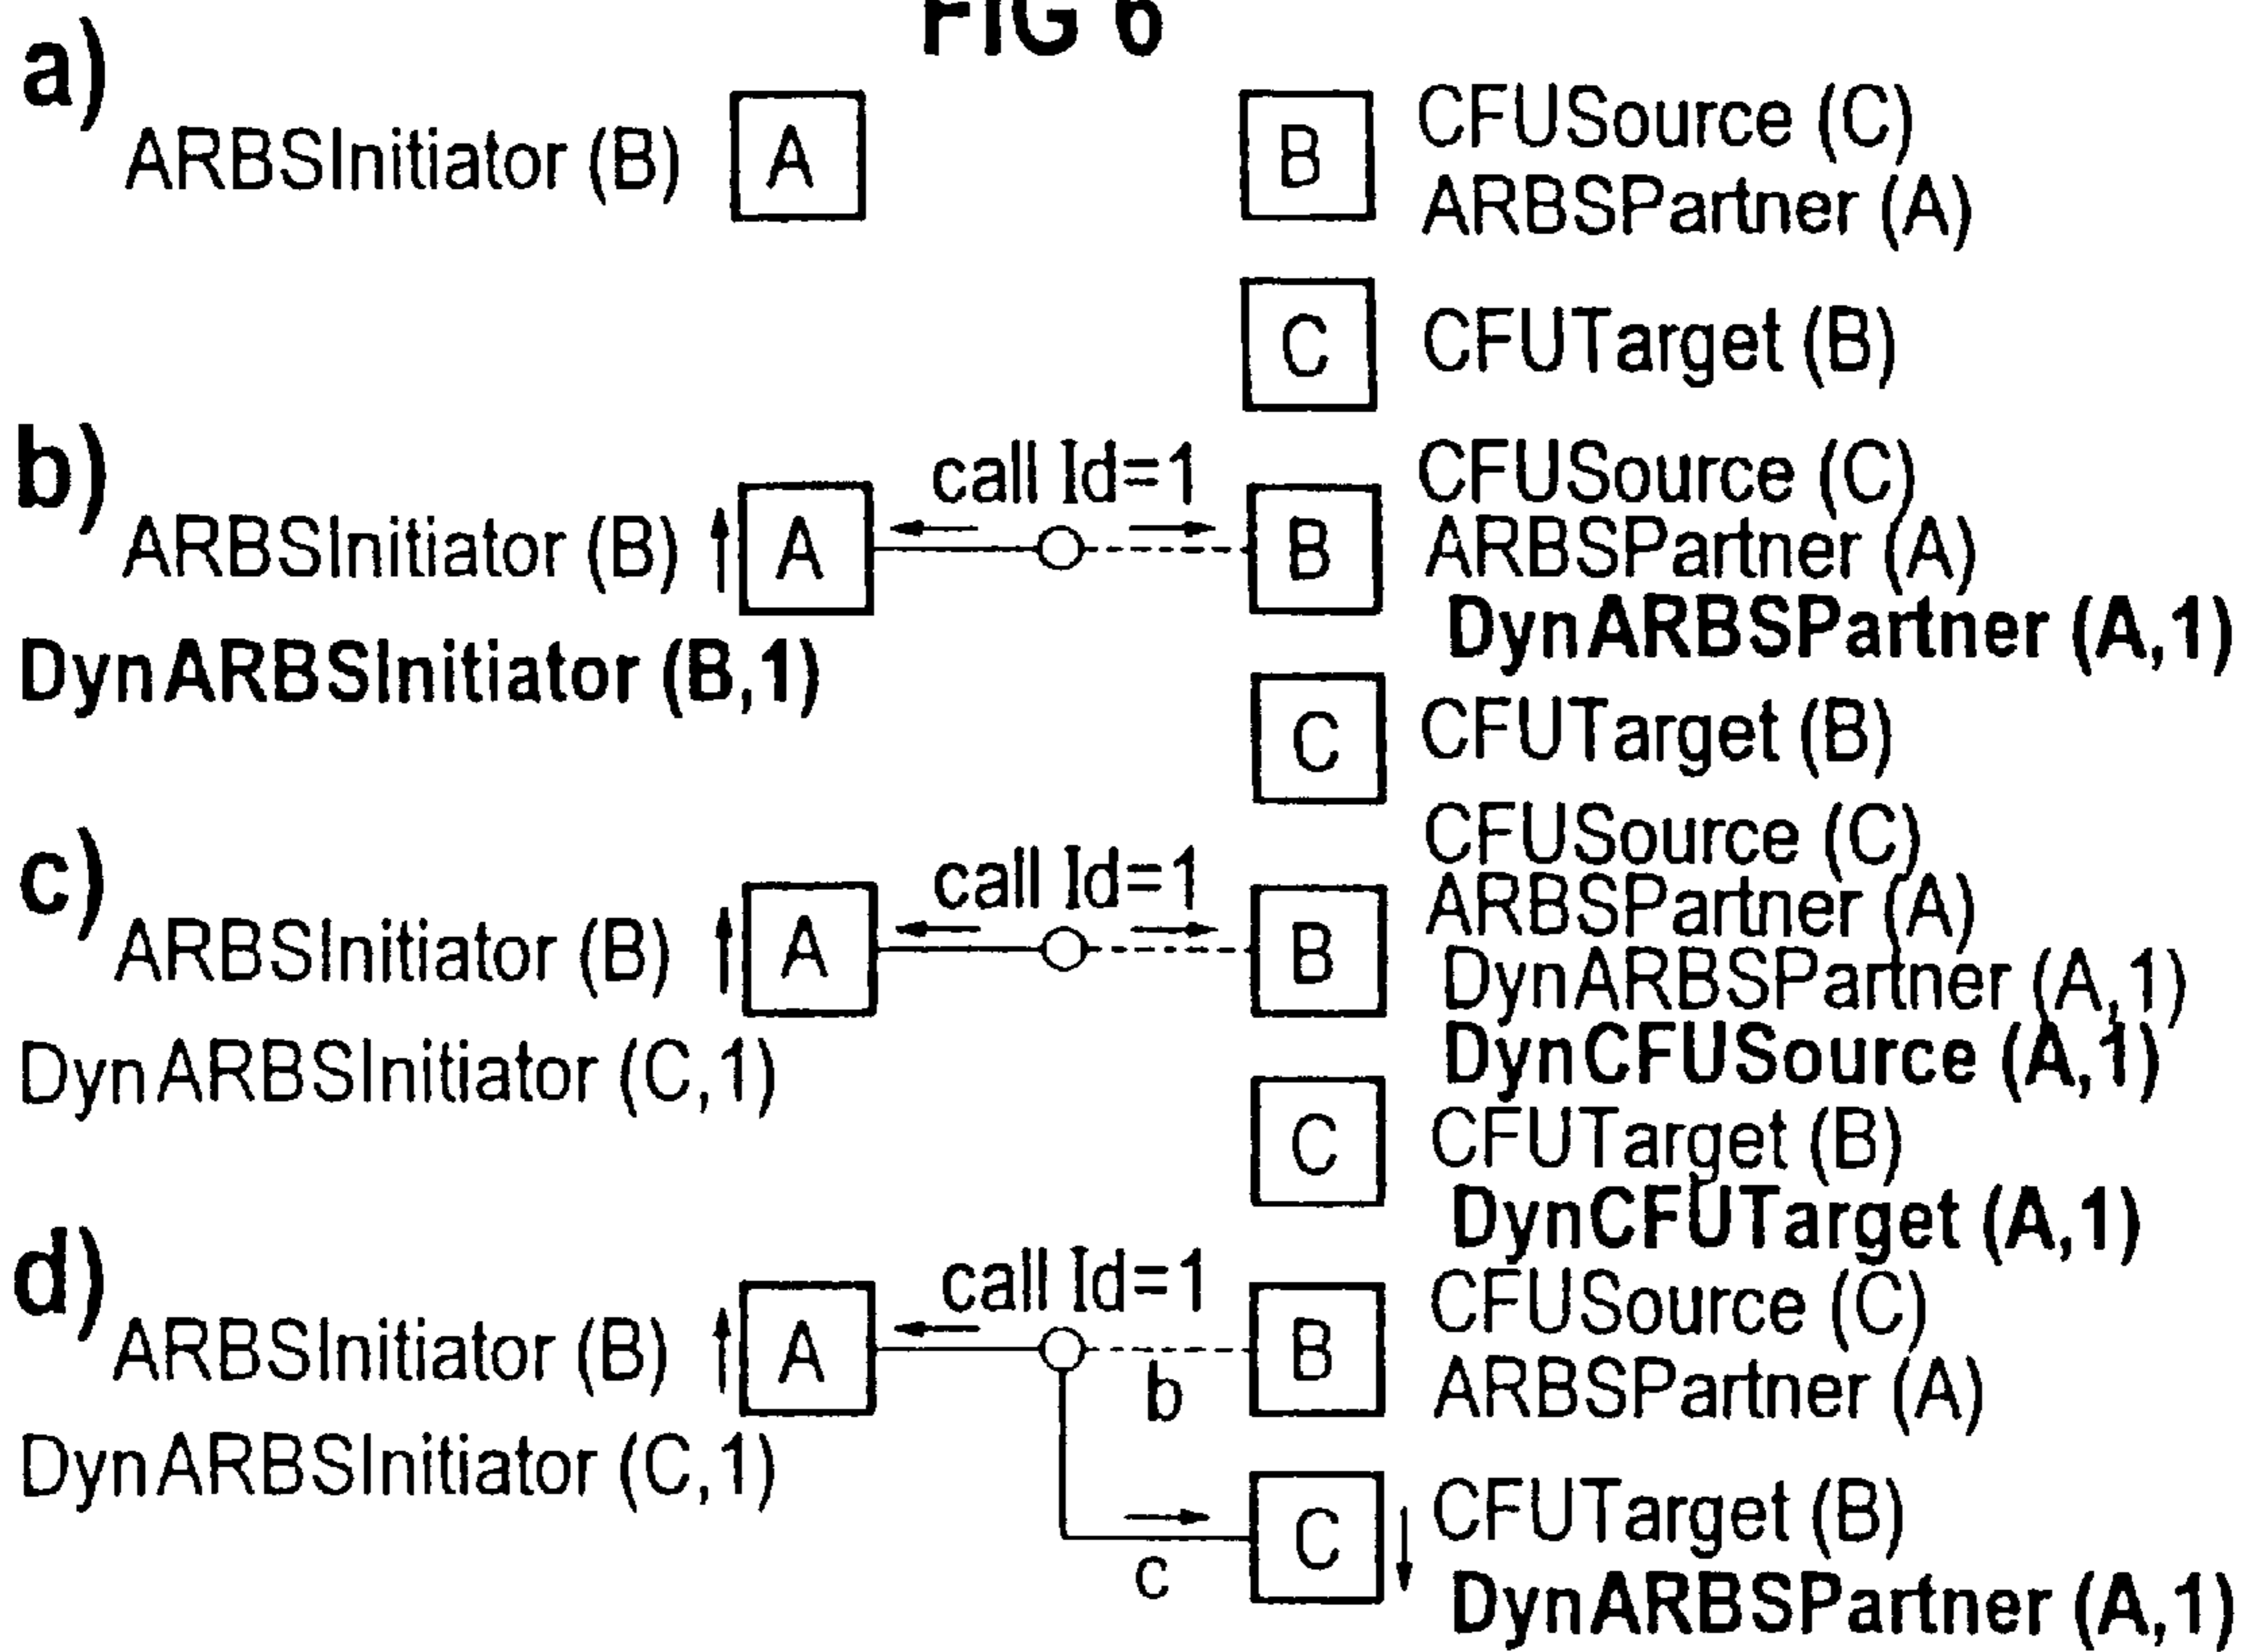 FIG 6
a)
ARBSInitiator (B)
A
B
CFUSource (C)
ARBSPartner (A)
C
CFUTarget (B)
b)
call Id=1
ARBSInitiator (B)
A
B
CFUSource (C)
ARBSPartner (A)
DynARBSPartner (A,1)
DynARBSInitiator (B,1)
C
CFUTarget (B)
c)
call Id=1
ARBSInitiator (B)
A
B
CFUSource (C)
ARBSPartner (A)
DynARBSPartner (A,1)
DynCFUSource (A,1)
DynARBSInitiator (C,1)
C
CFUTarget (B)
DynCFUTarget (A,1)
d)
call Id=1
ARBSInitiator (B)
A
b
B
CFUSource (C)
ARBSPartner (A)
DynARBSInitiator (C,1)
c
C
CFUTarget (B)
DynARBSPartner (A,1)